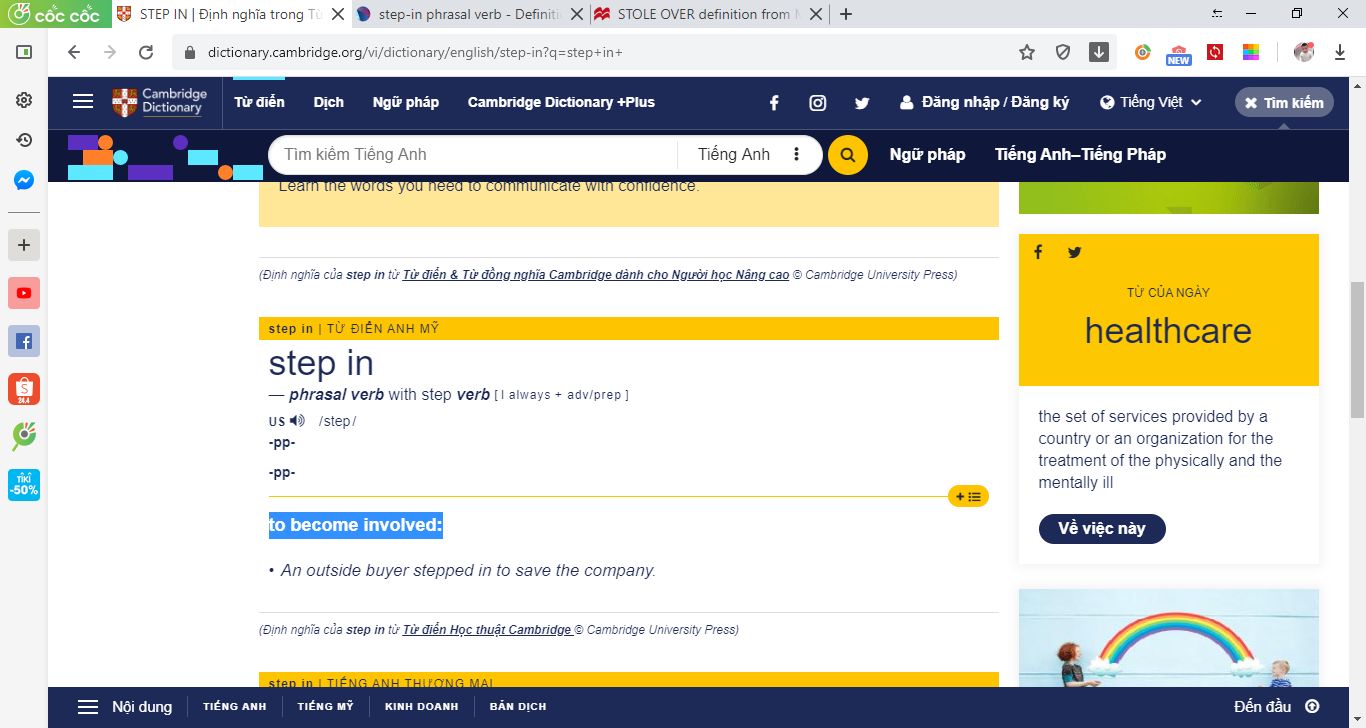 cốc cốc
STEP IN | Định nghĩa trong Từ
step-in phrasal verb - Definiti
STOLE OVER definition from M
dictionary.cambridge.org/vi/dictionary/english/step-in?q=step+in+
NEW
Cambridge
Dictionary
Từ điển
Dịch
Ngữ pháp
Cambridge Dictionary +Plus
Đăng nhập / Đăng ký
Tiếng Việt
Tìm kiếm
Tìm kiếm Tiếng Anh
Tiếng Anh
Ngữ pháp
Tiếng Anh–Tiếng Pháp
Learn the words you need to communicate with confidence.
(Định nghĩa của step in từ Từ điển & Từ đồng nghĩa Cambridge dành cho Người học Nâng cao © Cambridge University Press)
step in | TỪ ĐIỂN ANH MỸ
step in
— phrasal verb with step verb [ I always + adv/prep ]
US /step/
-pp-
-pp-
to become involved:
• An outside buyer stepped in to save the company.
(Định nghĩa của step in từ Từ điển Học thuật Cambridge © Cambridge University Press)
step in | TIẾNG ANH THƯƠNG MẠI
TỪ CỦA NGÀY
healthcare
the set of services provided by a
country or an organization for the
treatment of the physically and the
mentally ill
Về việc này
S
24.4
TIKI
-50%
Nội dung
TIẾNG ANH
TIẾNG MỸ
KINH DOANH
BẢN DỊCH
Đến đầu